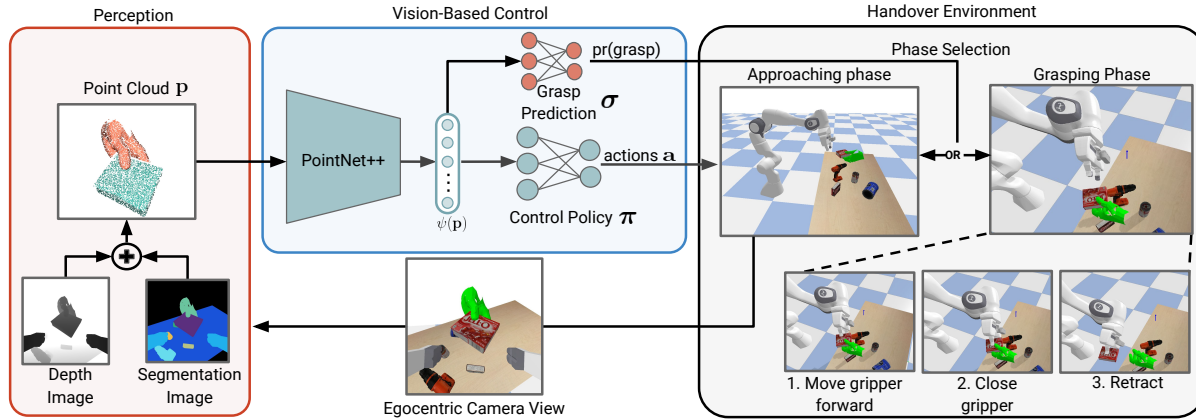 Perception
Vision-Based Control
Handover Environment
Point Cloud p
PointNet++
ψ(p)
pr(grasp)
Grasp
Prediction σ
actions a
Control Policy π
Phase Selection
Approaching phase
Grasping Phase
OR
Depth
Image
Segmentation
Image
Egocentric Camera View
1. Move gripper
forward
2. Close
gripper
3. Retract